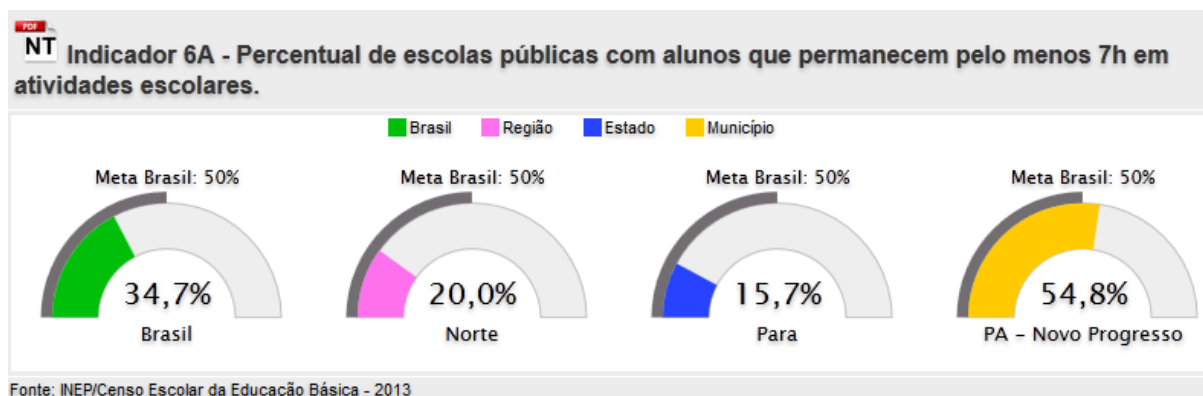 PDF
NT Indicador 6A - Percentual de escolas públicas com alunos que permanecem pelo menos 7h em
atividades escolares.
Brasil Região Estado Município
Meta Brasil: 50% Meta Brasil: 50% Meta Brasil: 50% Meta Brasil: 50%
34,7% 20,0% 15,7% 54,8%
Brasil Norte Para PA – Novo Progresso
Fonte: INEP/Censo Escolar da Educação Básica - 2013